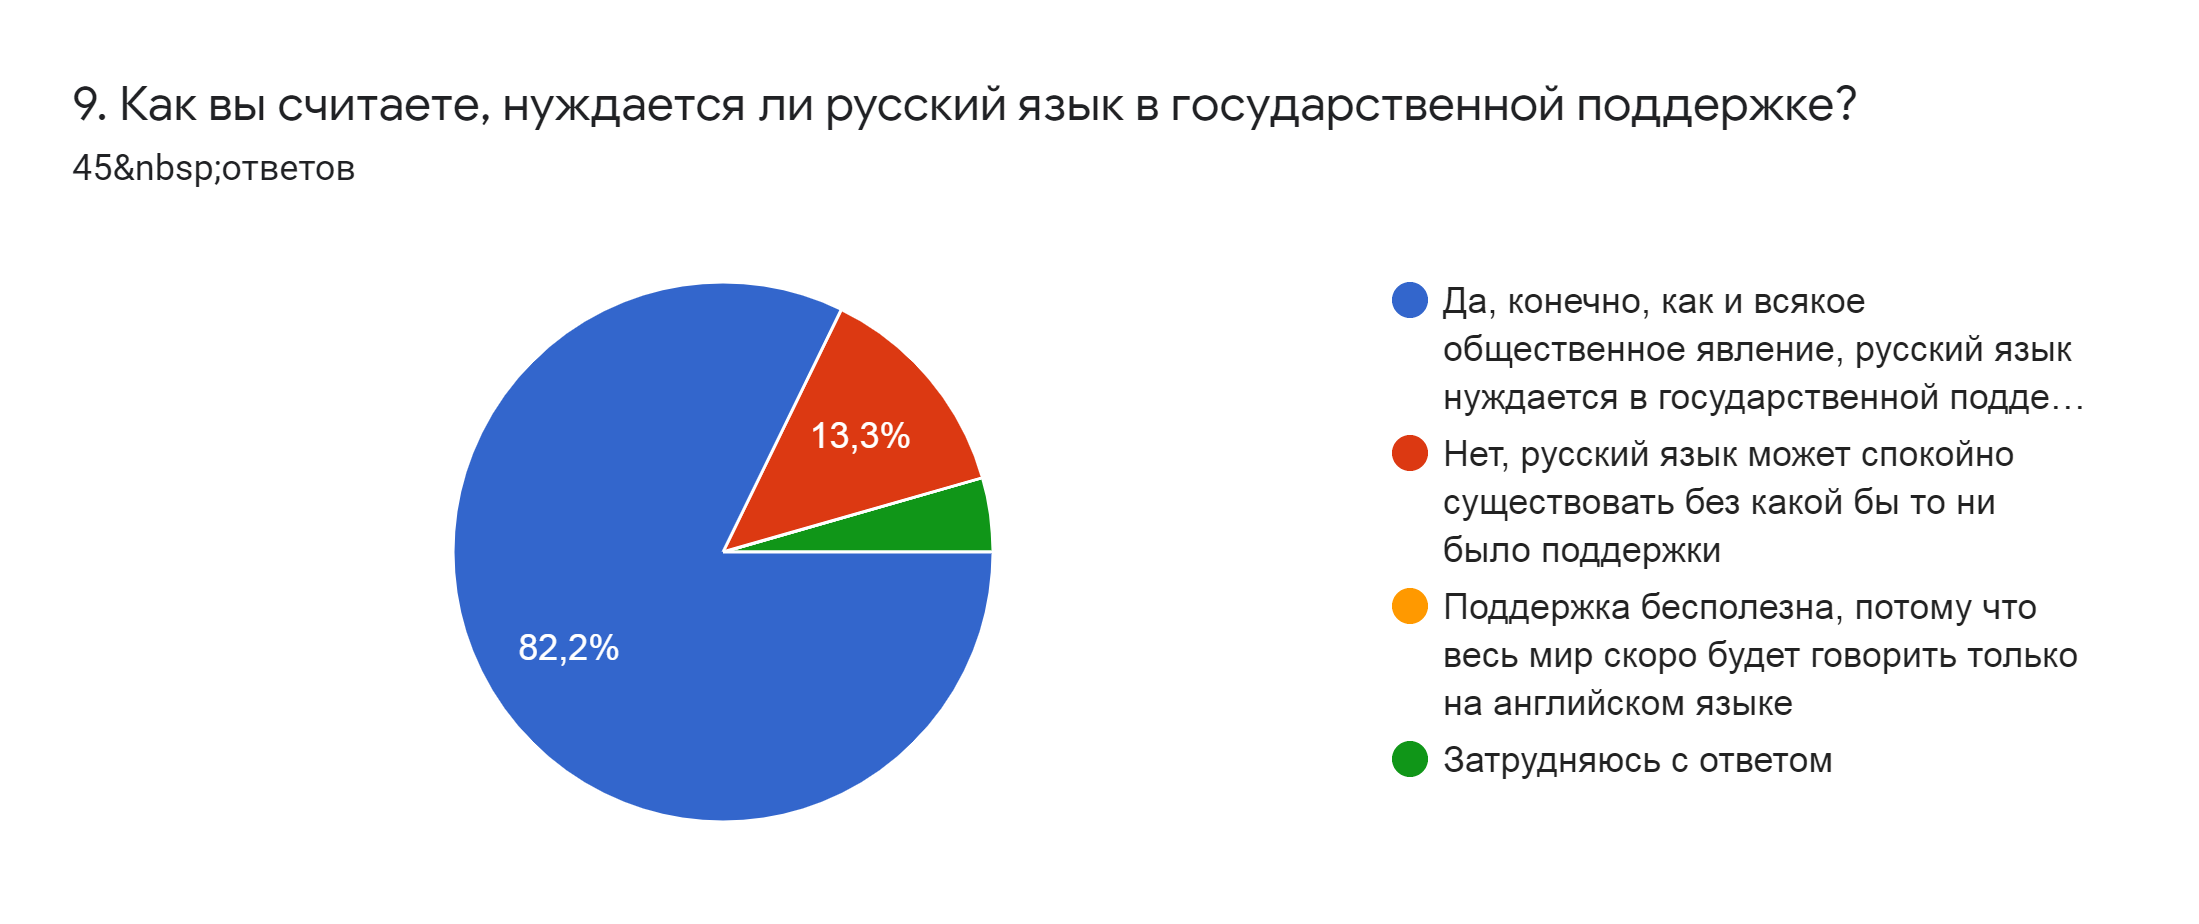 9. Как вы считаете, нуждается ли русский язык в государственной поддержке?
45&nbsp;ответов
13,3%
82,2%
Да, конечно, как и всякое
общественное явление, русский язык
нуждается в государственной подде…
Нет, русский язык может спокойно
существовать без какой бы то ни
было поддержки
Поддержка бесполезна, потому что
весь мир скоро будет говорить только
на английском языке
Затрудняюсь с ответом